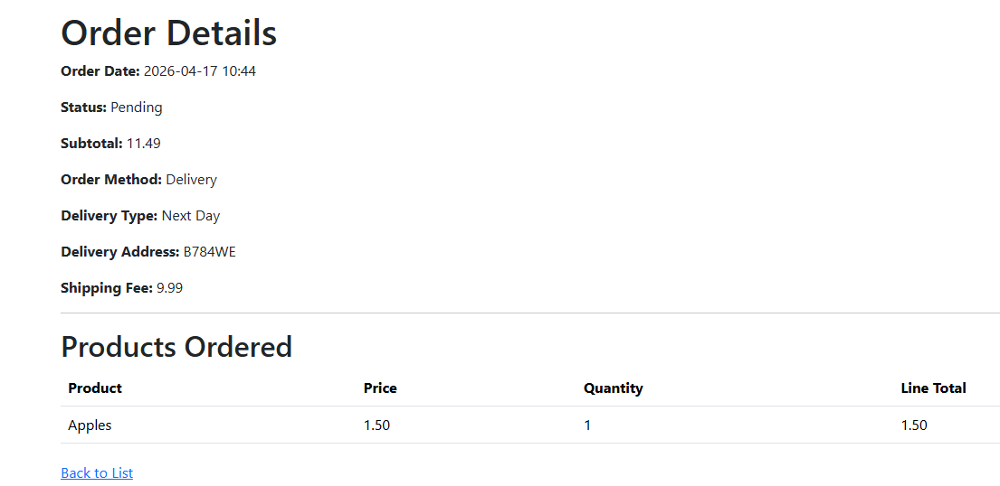 Order Details
Order Date: 2026-04-17 10:44
Status: Pending
Subtotal: 11.49
Order Method: Delivery
Delivery Type: Next Day
Delivery Address: B784WE
Shipping Fee: 9.99
Products Ordered
Product Price Quantity Line Total
Apples 1.50 1 1.50
Back to List